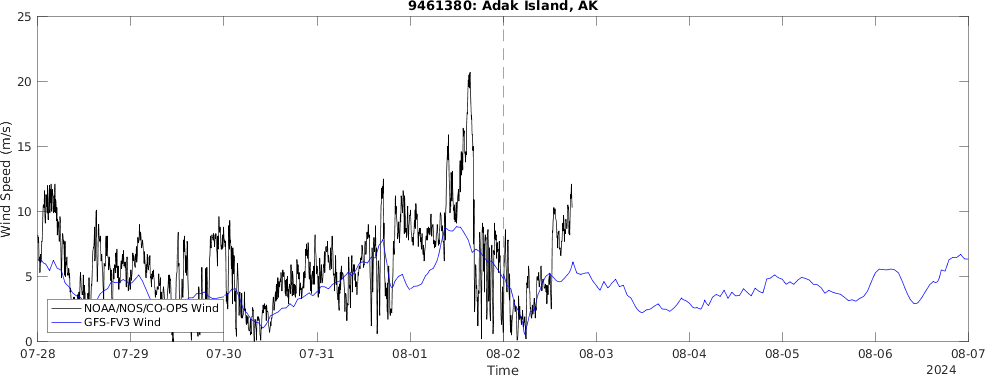 9461380: Adak Island, AK
25
20
15
10
5
0
Wind Speed (m/s)
NOAA/NOS/CO-OPS Wind
GFS-FV3 Wind
07-28 07-29 07-30 07-31 08-01 08-02 08-03 08-04 08-05 08-06 08-07
Time
2024